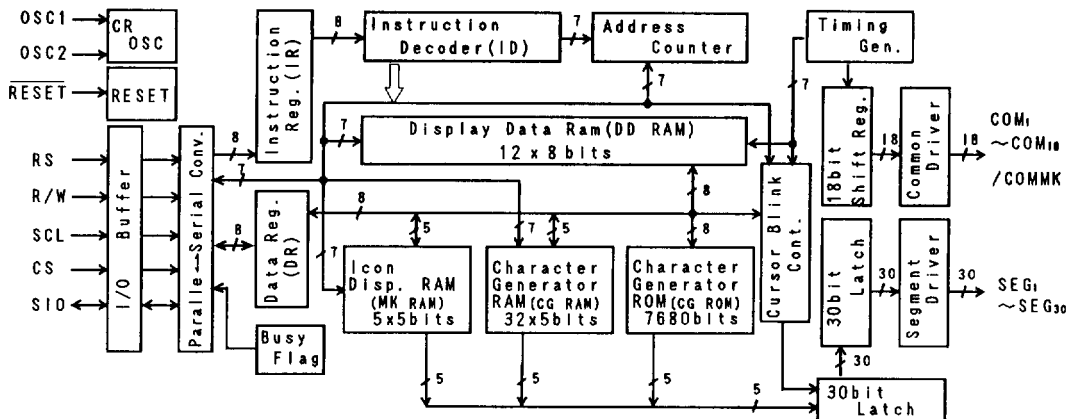 OSC1
OSC2
CR
OSC
RESET
RESET
RS
R/W
SCL
CS
SIO
I/O Buffer
Paralle↔Serial Conv.
8
7
8
Instruction
Reg.(IR)
8
Instruction
Decoder(ID)
7
Address
Counter
7
Timing
Gen.
7
7
Display Data Ram(DD RAM)
12x8bits
8
Data Reg.
(DR)
8
5
7
5
8
7
Icon
Disp. RAM
(MK RAM)
5x5bits
Character
Generator
RAM(CG RAM)
32x5bits
Character
Generator
ROM(CG ROM)
7680bits
Busy
Flag
5
5
5
5
Cursor Blink
Cont.
18bit
Shift Reg.
18
Common
Driver
18
COM1
~COM18
/COMMK
30bit
Latch
30
Segment
Driver
30
SEG1
~SEG30
30
30bit
Latch